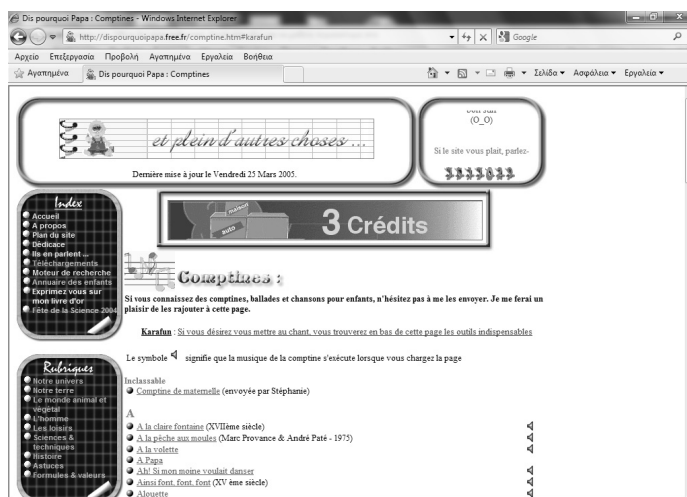 Dis pourquoi Papa : Comptines - Windows Internet Explorer
http://dispourquoipapa.free.fr/comptine.htm#karafun
Google
Αρχείο Επεξεργασία Προβολή Αγαπημένα Εργαλεία Βοήθεια
Αγαπημένα Dis pourquoi Papa : Comptines Σελίδα Ασφάλεια Εργαλεία
et plein d'autres choses ...
Dernière mise à jour le Vendredi 25 Mars 2005.
(O_O)
Si le site vous plait, parlez-
Index
Accueil
A propos
Plan du site
Dédicace
Ils en parlent ...
Téléchargements
Moteur de recherche
Annuaire des enfants
Exprimez vous sur
mon livre d'or
Fête de la Science 2004
maison
auto
3 Crédits
Comptines :
Si vous connaissez des comptines, ballades et chansons pour enfants, n'hésitez pas à me les envoyer. Je me ferai un
plaisir de les rajouter à cette page.
Karafun : Si vous désirez vous mettre au chant, vous trouverez en bas de cette page les outils indispensables
Le symbole signifie que la musique de la comptine s'exécute lorsque vous chargez la page
Rubriques
Notre univers
Notre terre
Le monde animal et
végétal
L'homme
Les loisirs
Sciences &
techniques
Histoire
Astuces
Formules & valeurs
Inclassable
Comptine de maternelle (envoyée par Stéphanie)
A
A la claire fontaine (XVIIème siècle)
A la pêche aux moules (Marc Provance & André Paté - 1975)
A la volette
A Papa
Ah! Si mon moine voulait danser
Ainsi font, font, font (XV ème siècle)
Alouette